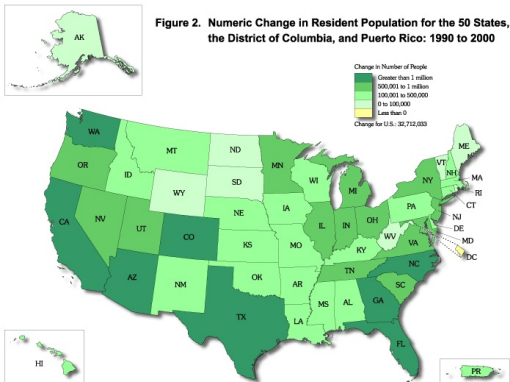 Figure 2. Numeric Change in Resident Population for the 50 States,
the District of Columbia, and Puerto Rico: 1990 to 2000
Change in Number of People
Greater than 1 million
500,001 to 1 million
100,001 to 500,000
0 to 100,000
Less than 0
Change for U.S.: 32,712,033
AK
WA
MT
ND
MN
ME
VT
NH
OR
ID
SD
WI
MI
NY
MA
RI
CT
WY
IA
PA
NJ
NE
OH
DE
NV
UT
IL
IN
WV
MD
CA
CO
KS
MO
KY
VA
DC
NC
TN
AZ
NM
OK
AR
SC
MS
AL
GA
TX
LA
FL
HI
PR